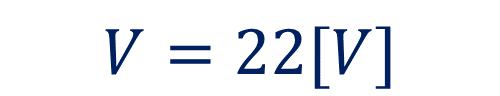 V = 22[V]